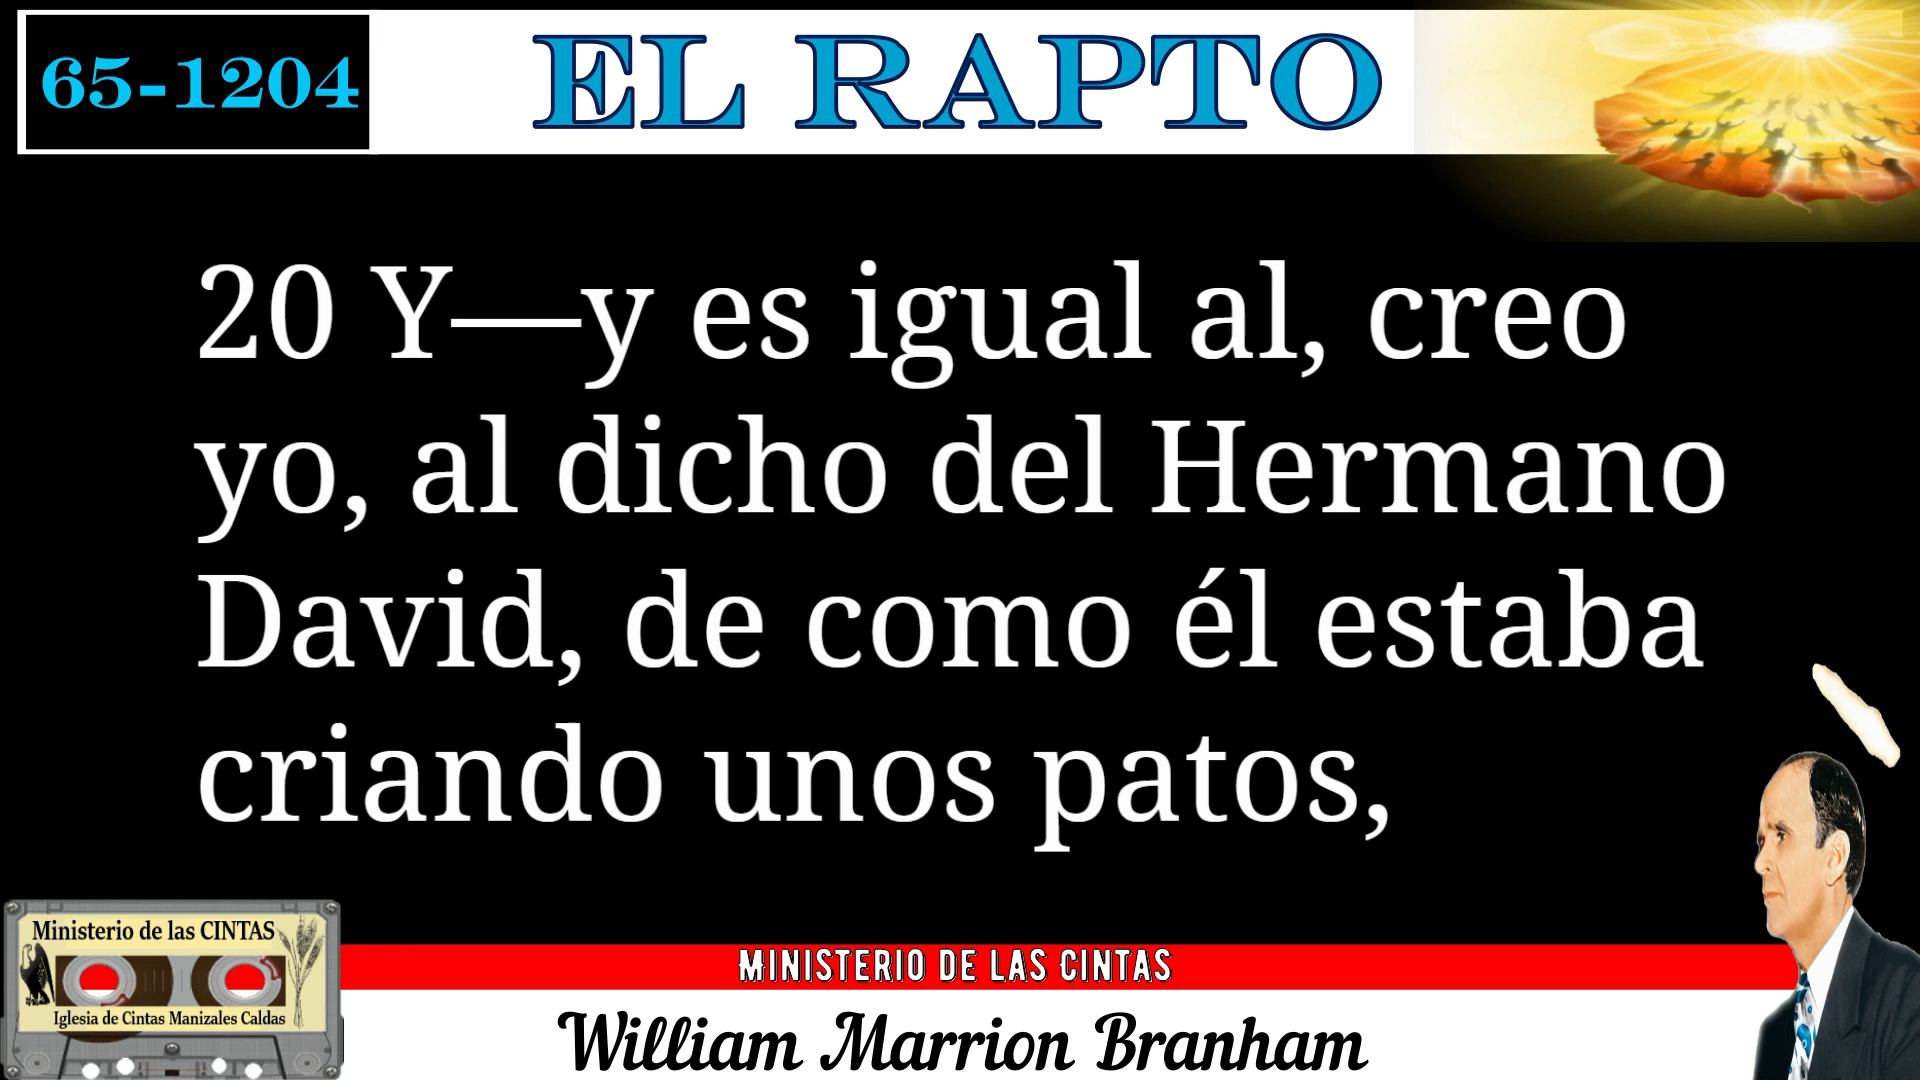 65-1204
EL RAPTO
20 Y—y es igual al, creo
yo, al dicho del Hermano
David, de como él estaba
criando unos patos,
Ministerio de las CINTAS
Iglesia de Cintas Manizales Caldas
MINISTERIO DE LAS CINTAS
William Marrion Branham